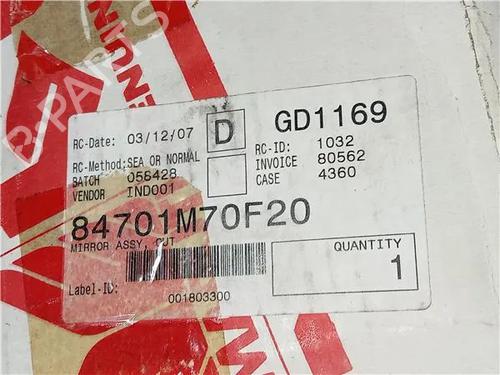 B-PARTS
RC-Date: 03/12/07 D GD1169
RC-Method: SEA OR NORMAL RC-ID: 1032
BATCH 056428 INVOICE 80562
VENDOR IND001 CASE 4360
84701M70F20
MIRROR ASSY, OUT
QUANTITY
1
Label-ID:
001803300